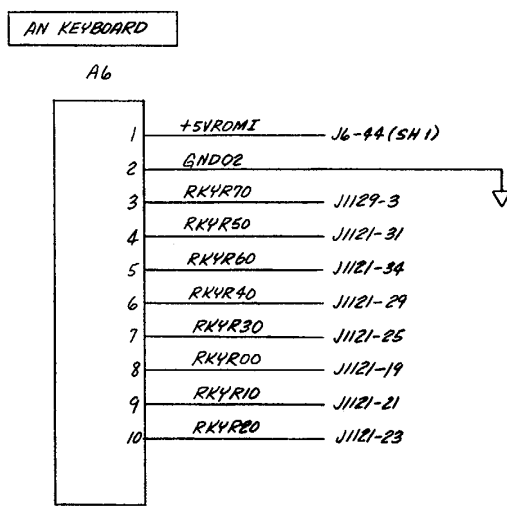 AN KEYBOARD
A6
1 +5VROMI J6-44 (SH 1)
2 GND02
3 RKYR70 J1129-3
4 RKYR50 J1121-31
5 RKYR60 J1121-34
6 RKYR40 J1121-29
7 RKYR30 J1121-25
8 RKYR00 J1121-19
9 RKYR10 J1121-21
10 RKYR20 J1121-23